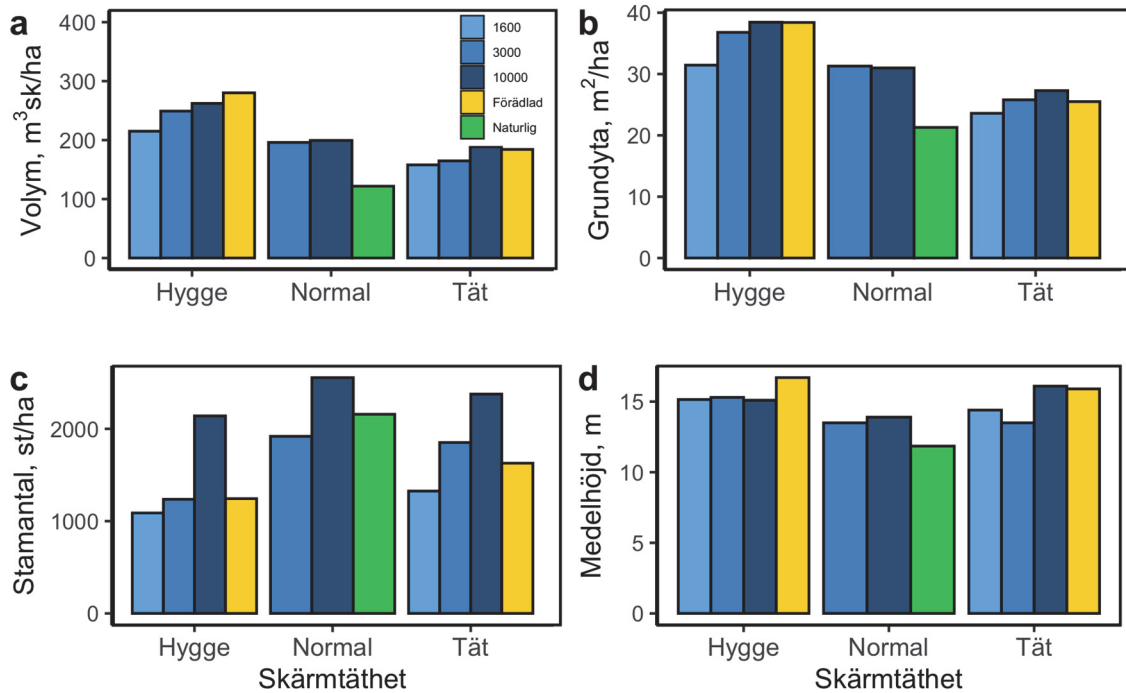 a
Volym, m³sk/ha
400
300
200
100
0
1600
3000
10000
Förädlad
Naturlig
Hygge
Normal
Tät
b
Grundyta, m²/ha
40
30
20
10
0
Hygge
Normal
Tät
c
Stamantal, st/ha
2000
1000
0
Hygge
Normal
Tät
Skärmtäthet
d
Medelhöjd, m
15
10
5
0
Hygge
Normal
Tät
Skärmtäthet